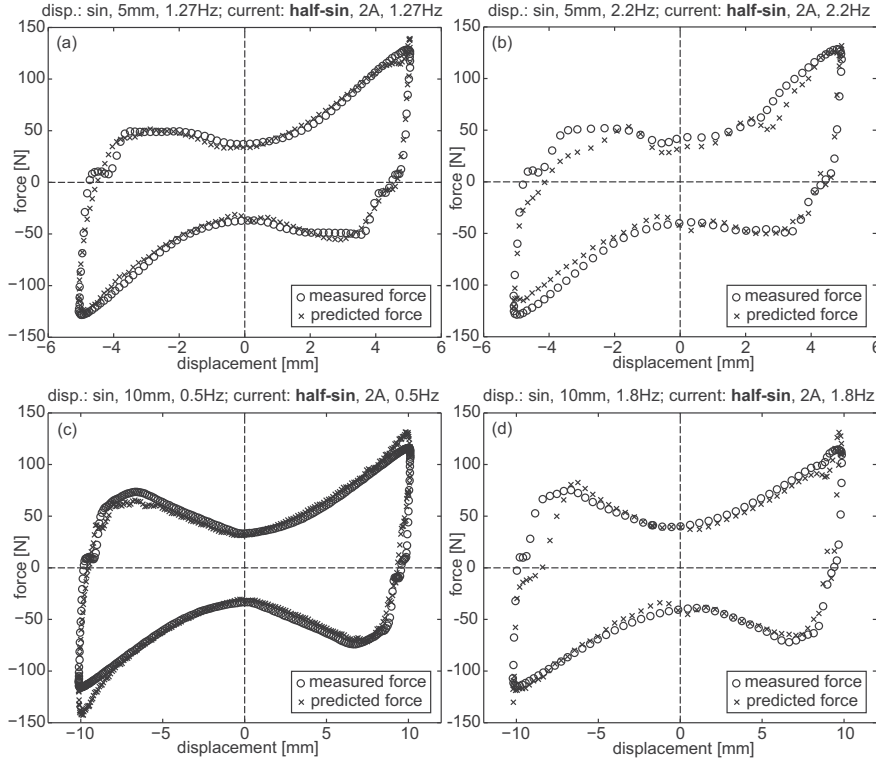 disp.: sin, 5mm, 1.27Hz; current: half-sin, 2A, 1.27Hz
(a)
150
100
50
0
−50
−100
−150
force [N]
−6 −4 −2 0 2 4 6
displacement [mm]
measured force
predicted force
disp.: sin, 5mm, 2.2Hz; current: half-sin, 2A, 2.2Hz
(b)
150
100
50
0
−50
−100
−150
force [N]
−6 −4 −2 0 2 4 6
displacement [mm]
measured force
predicted force
disp.: sin, 10mm, 0.5Hz; current: half-sin, 2A, 0.5Hz
(c)
150
100
50
0
−50
−100
−150
force [N]
−10 −5 0 5 10
displacement [mm]
measured force
predicted force
disp.: sin, 10mm, 1.8Hz; current: half-sin, 2A, 1.8Hz
(d)
150
100
50
0
−50
−100
−150
force [N]
−10 −5 0 5 10
displacement [mm]
measured force
predicted force